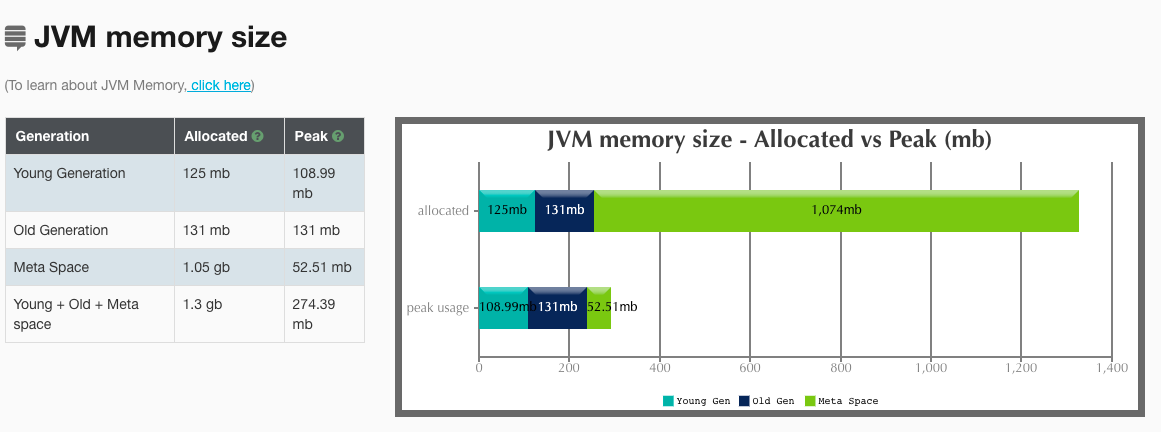 JVM memory size
(To learn about JVM Memory, click here)
Generation Allocated ? Peak ?
Young Generation 125 mb 108.99
mb
Old Generation 131 mb 131 mb
Meta Space 1.05 gb 52.51 mb
Young + Old + Meta 1.3 gb 274.39
space mb
JVM memory size - Allocated vs Peak (mb)
allocated 125mb 131mb 1,074mb
peak usage 108.99mb 131mb 52.51mb
0 200 400 600 800 1,000 1,200 1,400
Young Gen Old Gen Meta Space